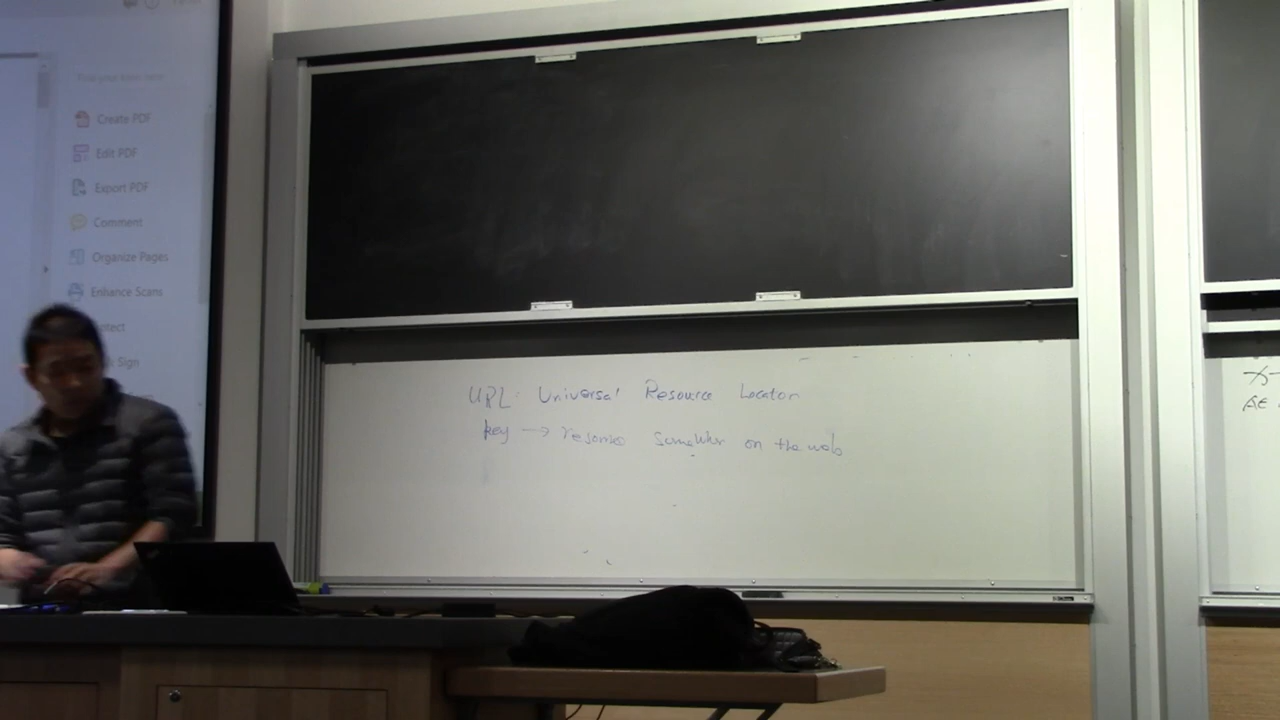 Create PDF
Edit PDF
Export PDF
Comment
Organize Pages
Enhance Scans
Sign
URL: Universal Resource Locator
key → resource somewhere on the web